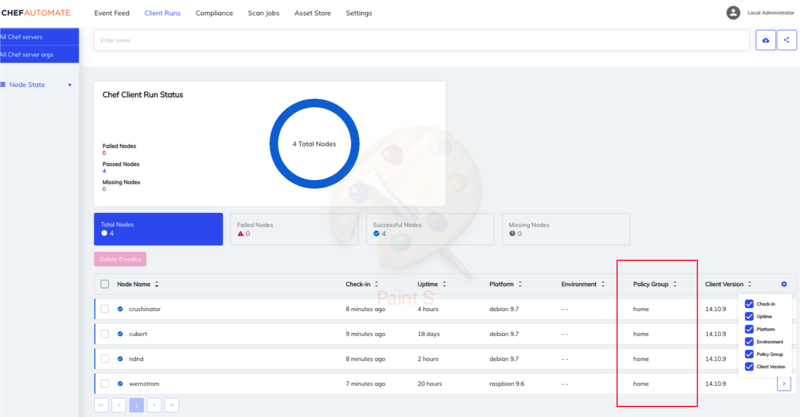 CHEFAUTOMATE Event Feed Client Runs Compliance Scan Jobs Asset Store Settings Local Administrator
All Chef servers
All Chef server orgs
Enter name
Node State
Chef Client Run Status
4 Total Nodes
Failed Nodes
0
Passed Nodes
4
Missing Nodes
0
Total Nodes
4
Failed Nodes
0
Successful Nodes
4
Missing Nodes
0
Delete 0 nodes
Node Name Check-in Uptime Platform Environment Policy Group Client Version
crushinator 8 minutes ago 4 hours debian 9.7 - - home 14.10.9
cubert 9 minutes ago 18 days debian 9.7 - - home 14.10.9
ndnd 8 minutes ago 2 hours debian 9.7 - - home 14.10.9
wernstrom 7 minutes ago 20 hours raspbian 9.6 - - home 14.10.9
Check-In
Uptime
Platform
Environment
Policy Group
Client Version
1
Paint S